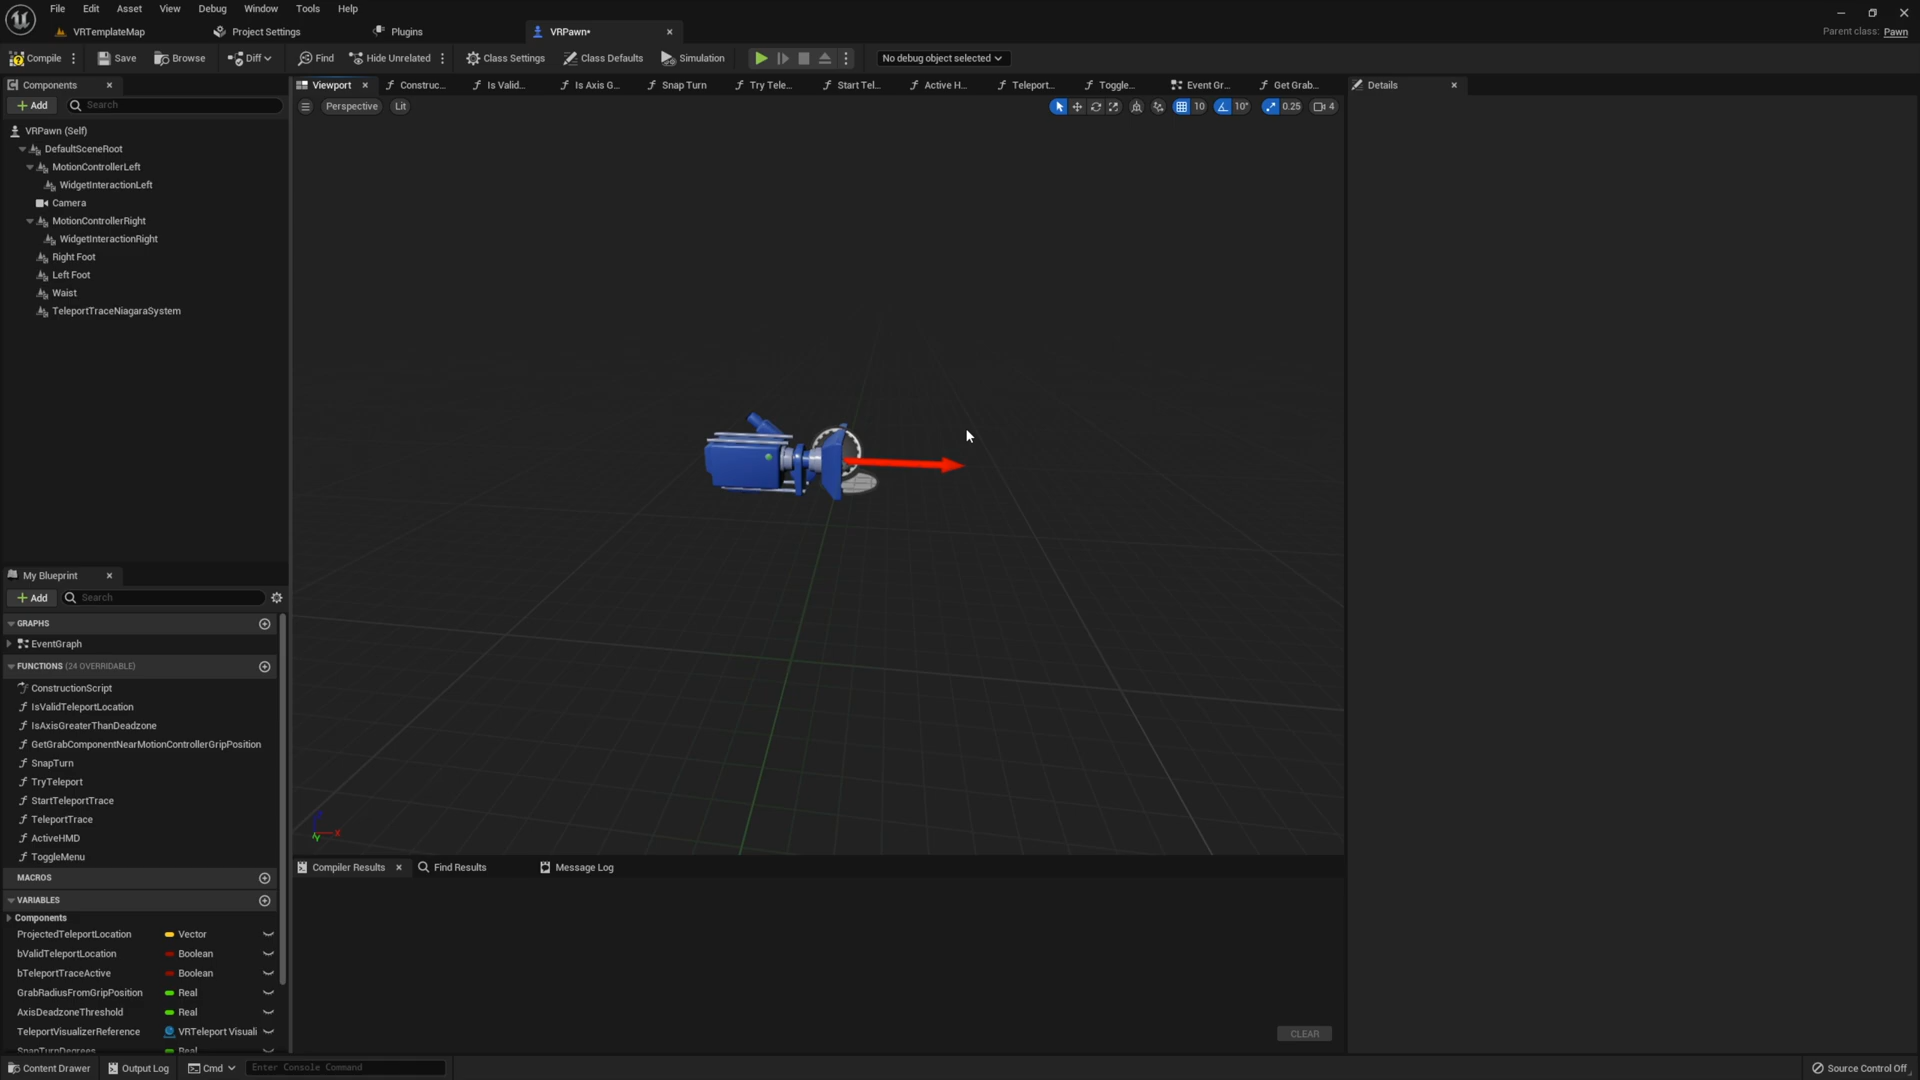 File Edit Asset View Debug Window Tools Help
VRTemplateMap Project Settings Plugins VRPawn*
Parent class: Pawn
Compile Save Browse Diff Find Hide Unrelated Class Settings Class Defaults Simulation No debug object selected
Components
Add Search
VRPawn (Self)
DefaultSceneRoot
MotionControllerLeft
WidgetInteractionLeft
Camera
MotionControllerRight
WidgetInteractionRight
Right Foot
Left Foot
Waist
TeleportTraceNiagaraSystem
Viewport Construc... Is Valid... Is Axis G... Snap Turn Try Tele... Start Tel... Active H... Teleport... Toggle... Event Gr... Get Grab...
Perspective Lit 10 10° 0.25 4
X
Y
Details
My Blueprint
Add Search
GRAPHS
EventGraph
FUNCTIONS (24 OVERRIDABLE)
ConstructionScript
IsValidTeleportLocation
IsAxisGreaterThanDeadzone
GetGrabComponentNearMotionControllerGripPosition
SnapTurn
TryTeleport
StartTeleportTrace
TeleportTrace
ActiveHMD
ToggleMenu
MACROS
VARIABLES
Components
ProjectedTeleportLocation Vector
bValidTeleportLocation Boolean
bTeleportTraceActive Boolean
GrabRadiusFromGripPosition Real
AxisDeadzoneThreshold Real
TeleportVisualizerReference VRTeleport Visuali
SnapTurnDegrees Real
Compiler Results Find Results Message Log
CLEAR
Content Drawer Output Log Cmd Enter Console Command
Source Control Off